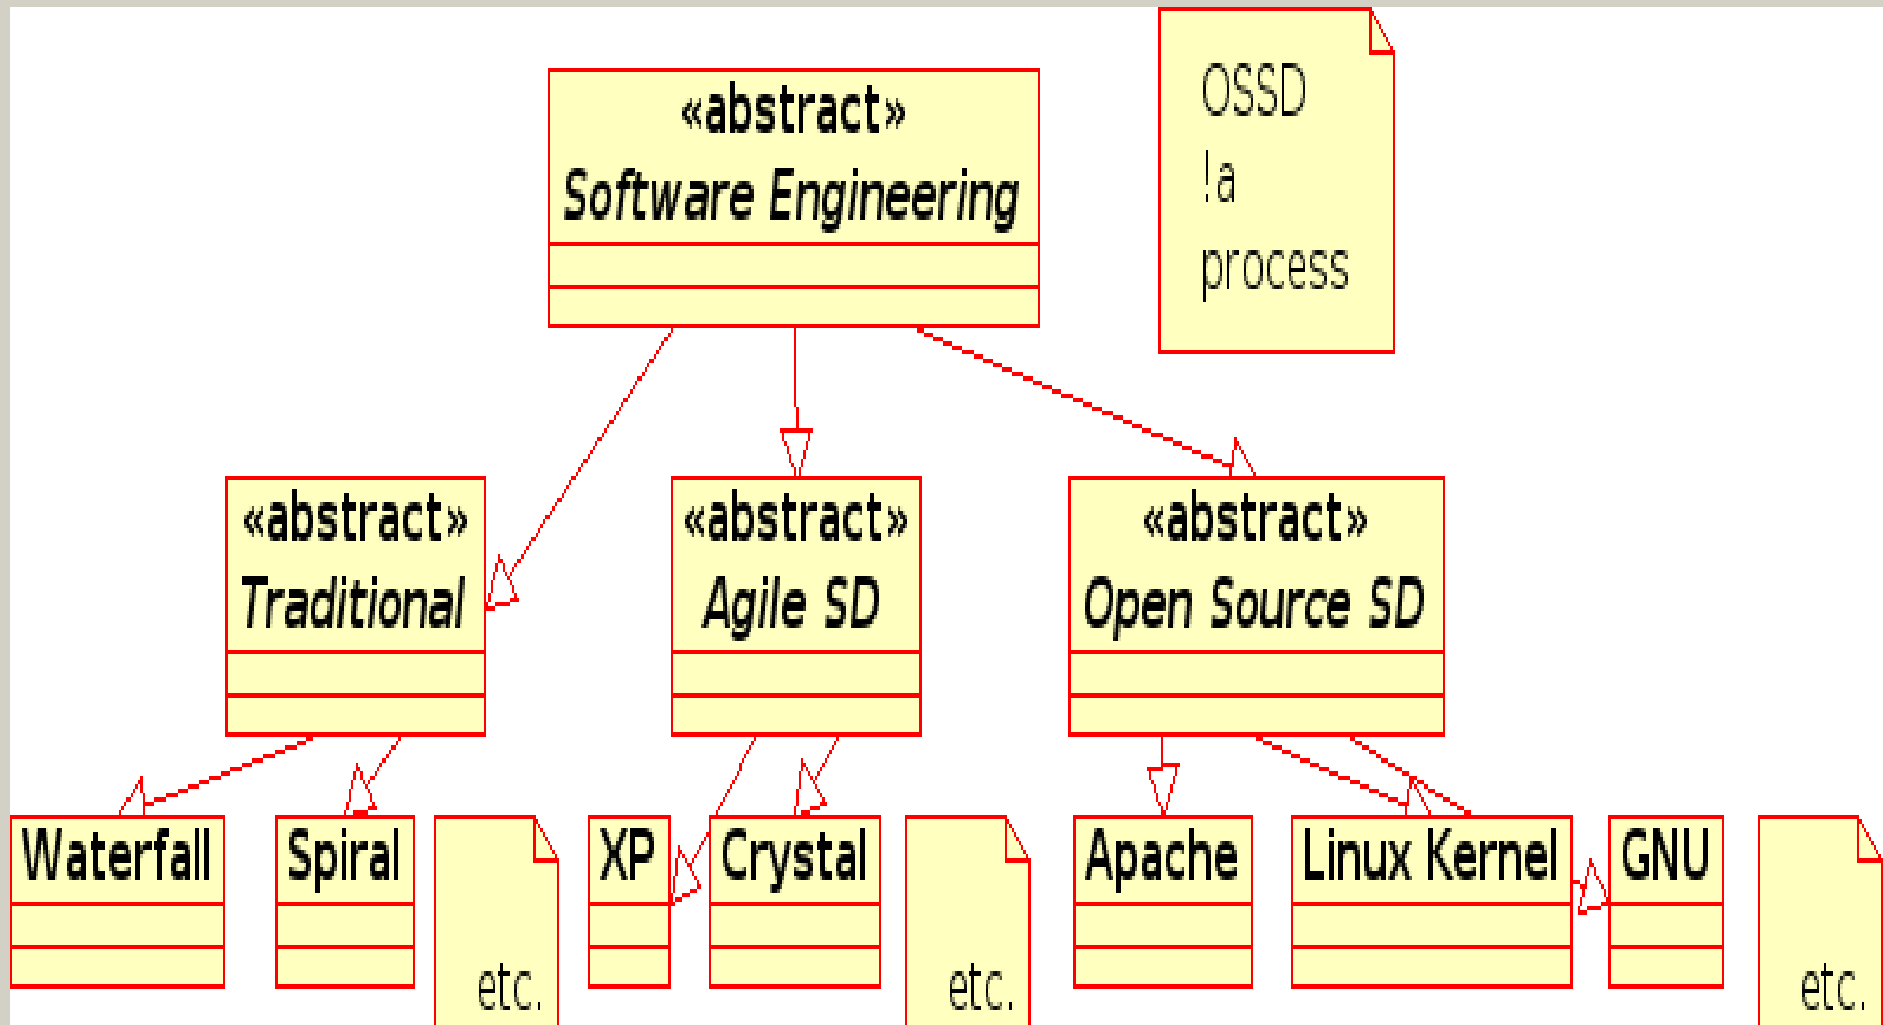 «abstract»
Software Engineering
OSSD
!a
process
«abstract»
Traditional
«abstract»
Agile SD
«abstract»
Open Source SD
Waterfall
Spiral
etc.
XP
Crystal
etc.
Apache
Linux Kernel
GNU
etc.